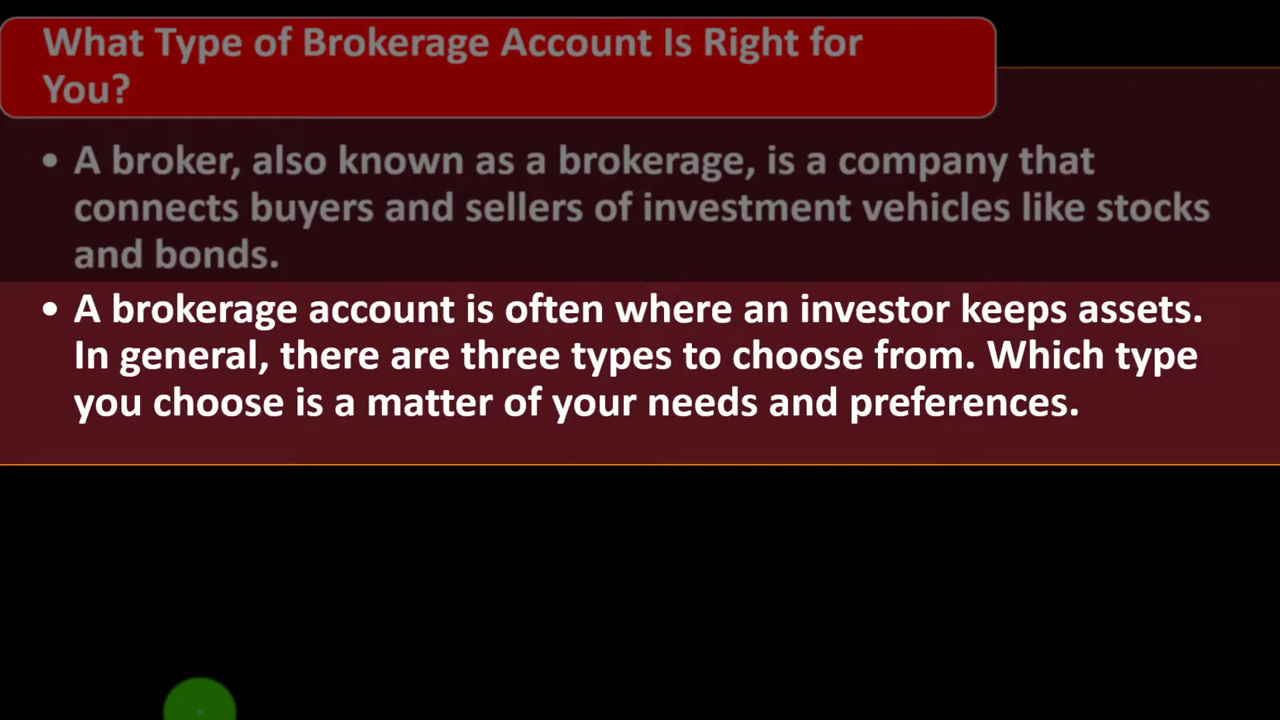 What Type of Brokerage Account Is Right for
You?
• A broker, also known as a brokerage, is a company that
connects buyers and sellers of investment vehicles like stocks
and bonds.
• A brokerage account is often where an investor keeps assets.
In general, there are three types to choose from. Which type
you choose is a matter of your needs and preferences.